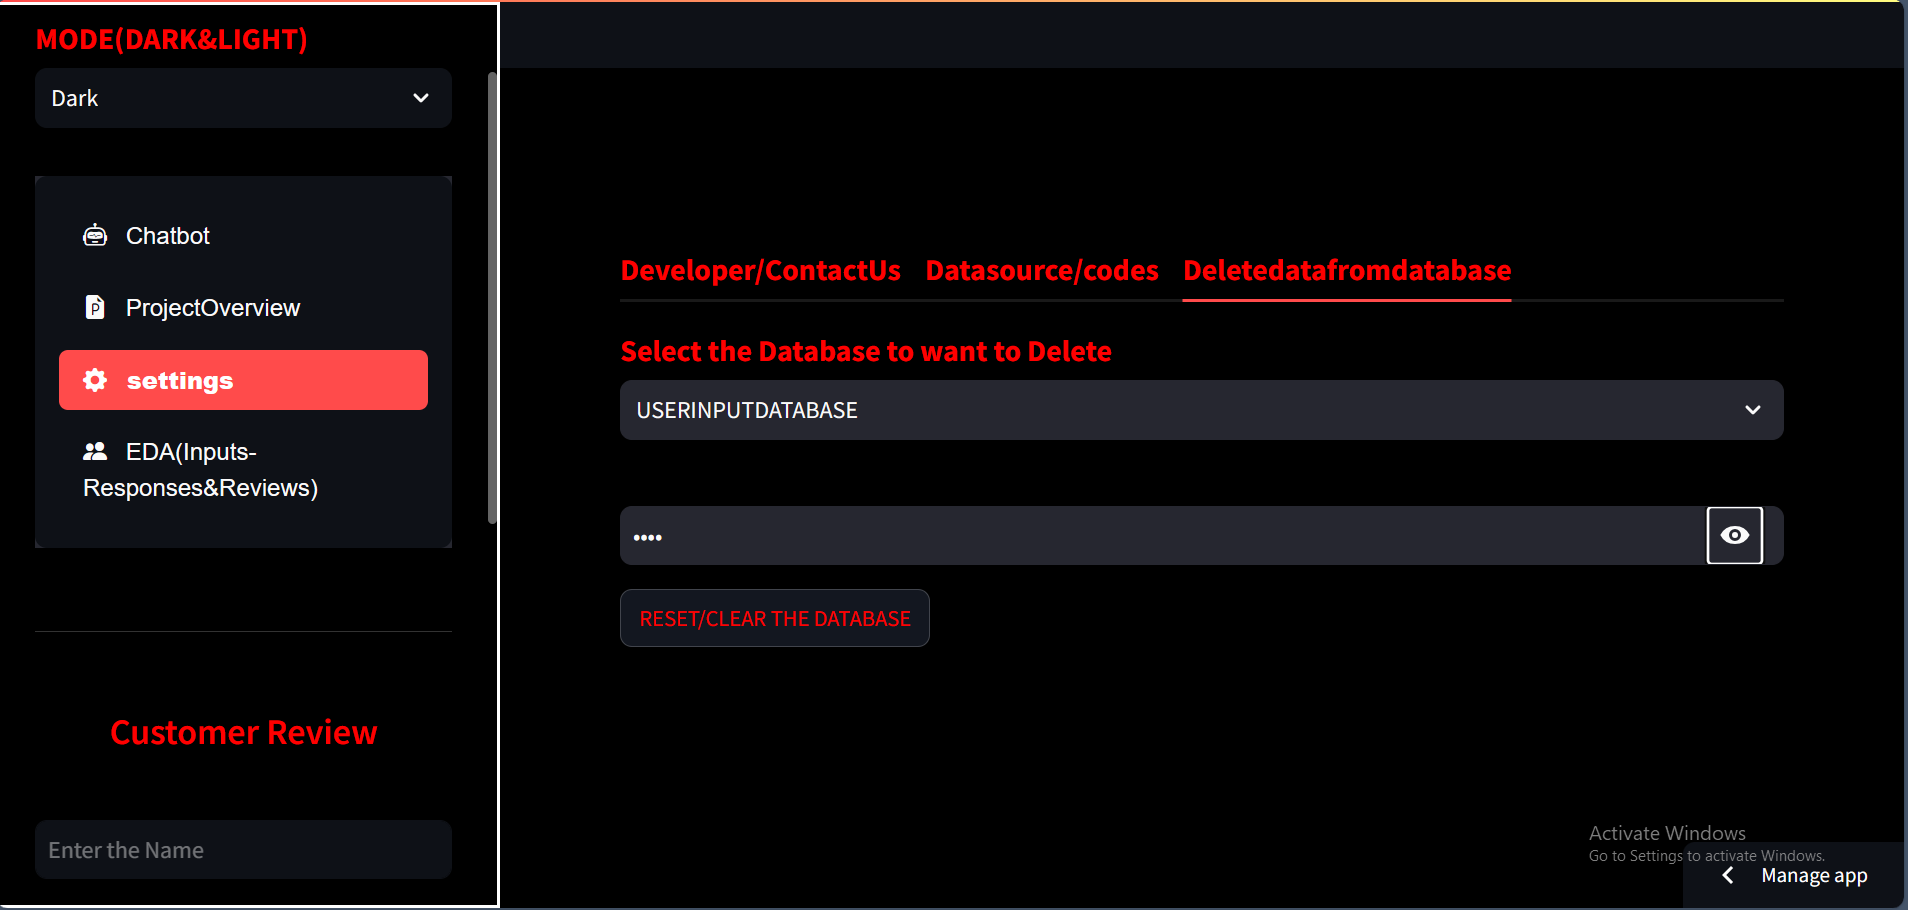 MODE(DARK&LIGHT)
Dark
Chatbot
ProjectOverview
settings
EDA(Inputs-
Responses&Reviews)
Customer Review
Enter the Name
Developer/ContactUs Datasource/codes Deletedatafromdatabase
Select the Database to want to Delete
USERINPUTDATABASE
••••
RESET/CLEAR THE DATABASE
Activate Windows
Go to Settings to activate Windows.
Manage app